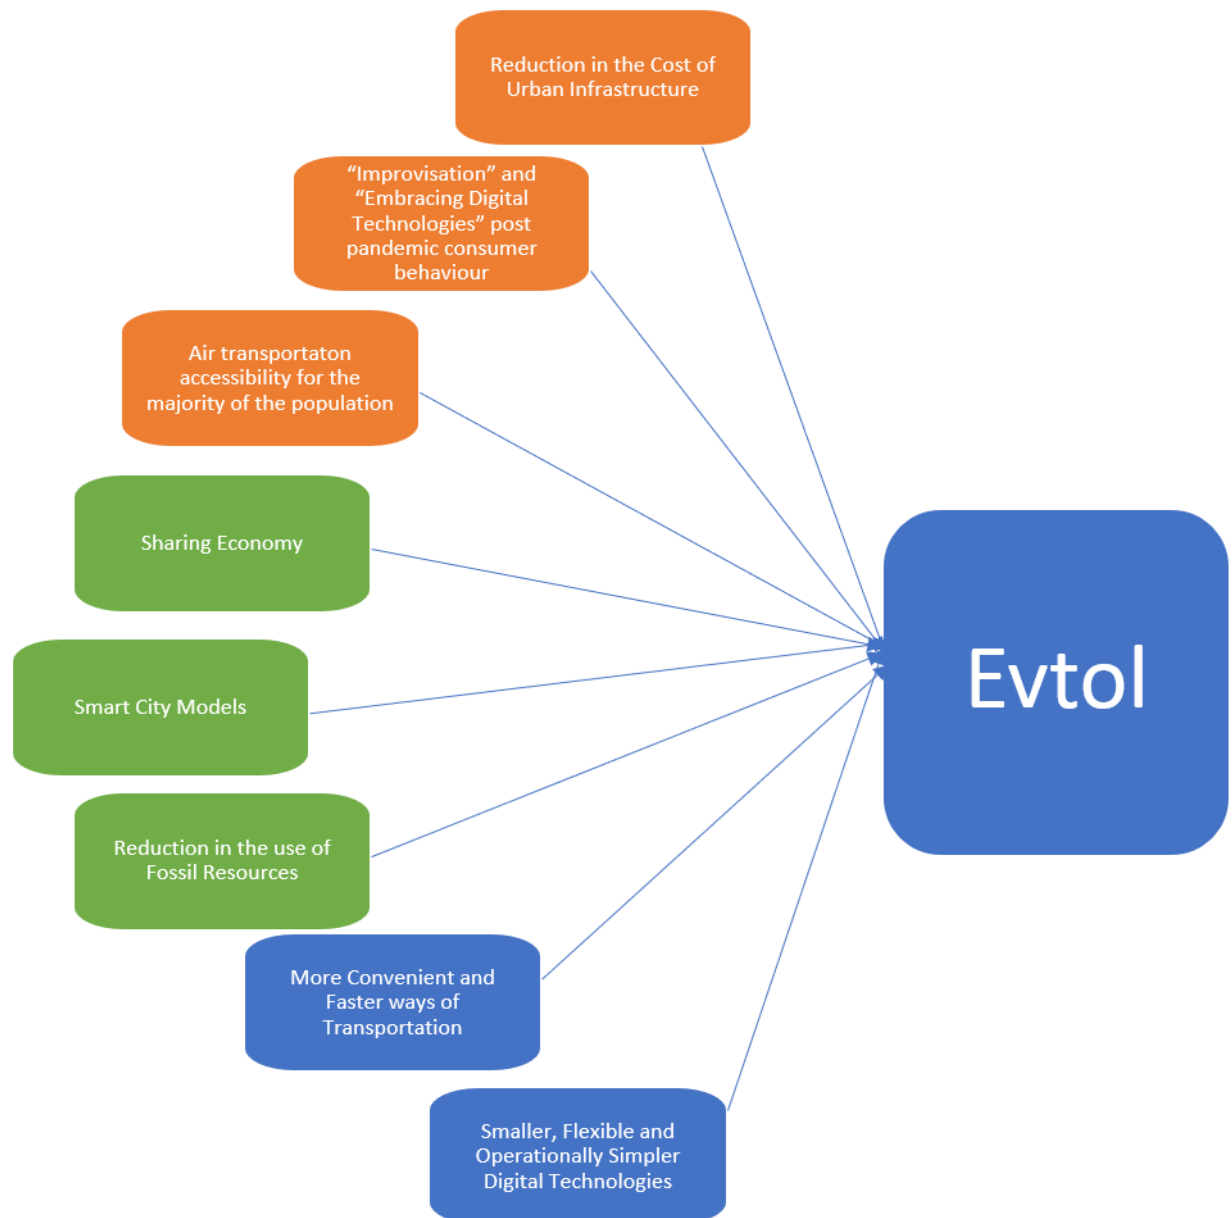 Reduction in the Cost of
Urban Infrastructure
“Improvisation” and
“Embracing Digital
Technologies” post
pandemic consumer
behaviour
Air transportaton
accessibility for the
majority of the population
Sharing Economy
Smart City Models
Reduction in the use of
Fossil Resources
More Convenient and
Faster ways of
Transportation
Smaller, Flexible and
Operationally Simpler
Digital Technologies
Evtol